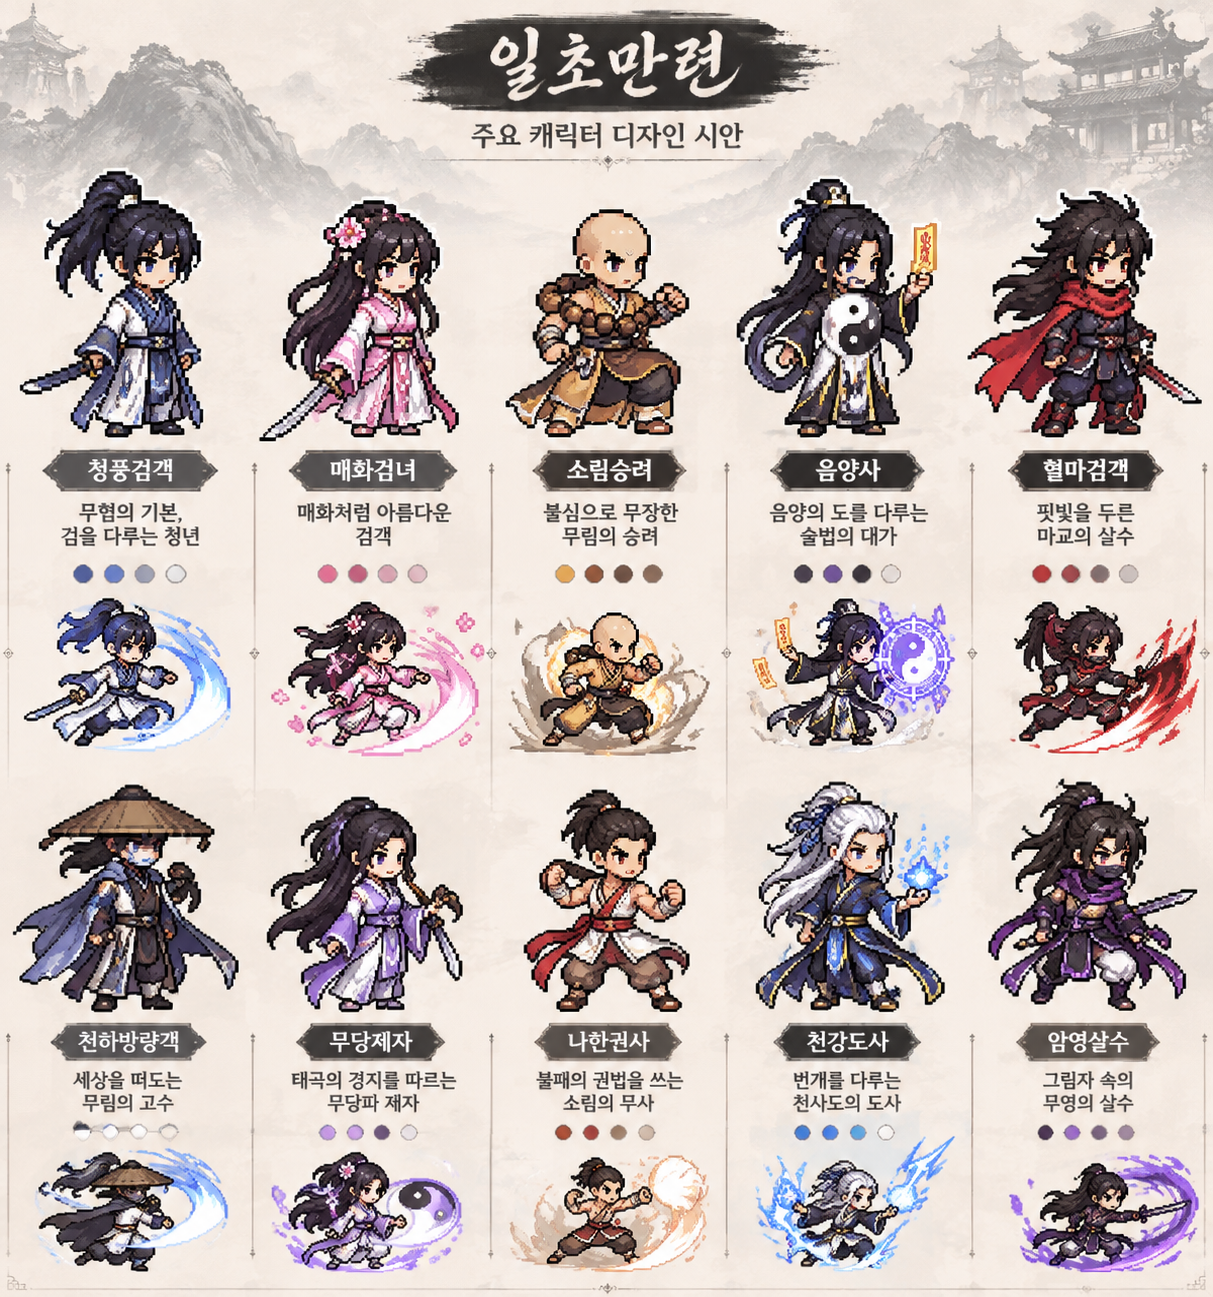 일초만련
주요 캐릭터 디자인 시안
청풍검객
무협의 기본,
검을 다루는 청년
매화검녀
매화처럼 아름다운
검객
소림승려
불심으로 무장한
무림의 승려
음양사
음양의 도를 다루는
술법의 대가
혈마검객
핏빛을 두른
마교의 살수
천하방량객
세상을 떠도는
무림의 고수
무당제자
태곡의 경지를 따르는
무당파 재자
나한권사
불패의 권법을 쓰는
소림의 무사
천강도사
번개를 다루는
천사도의 도사
암영살수
그림자 속의
무영의 살수